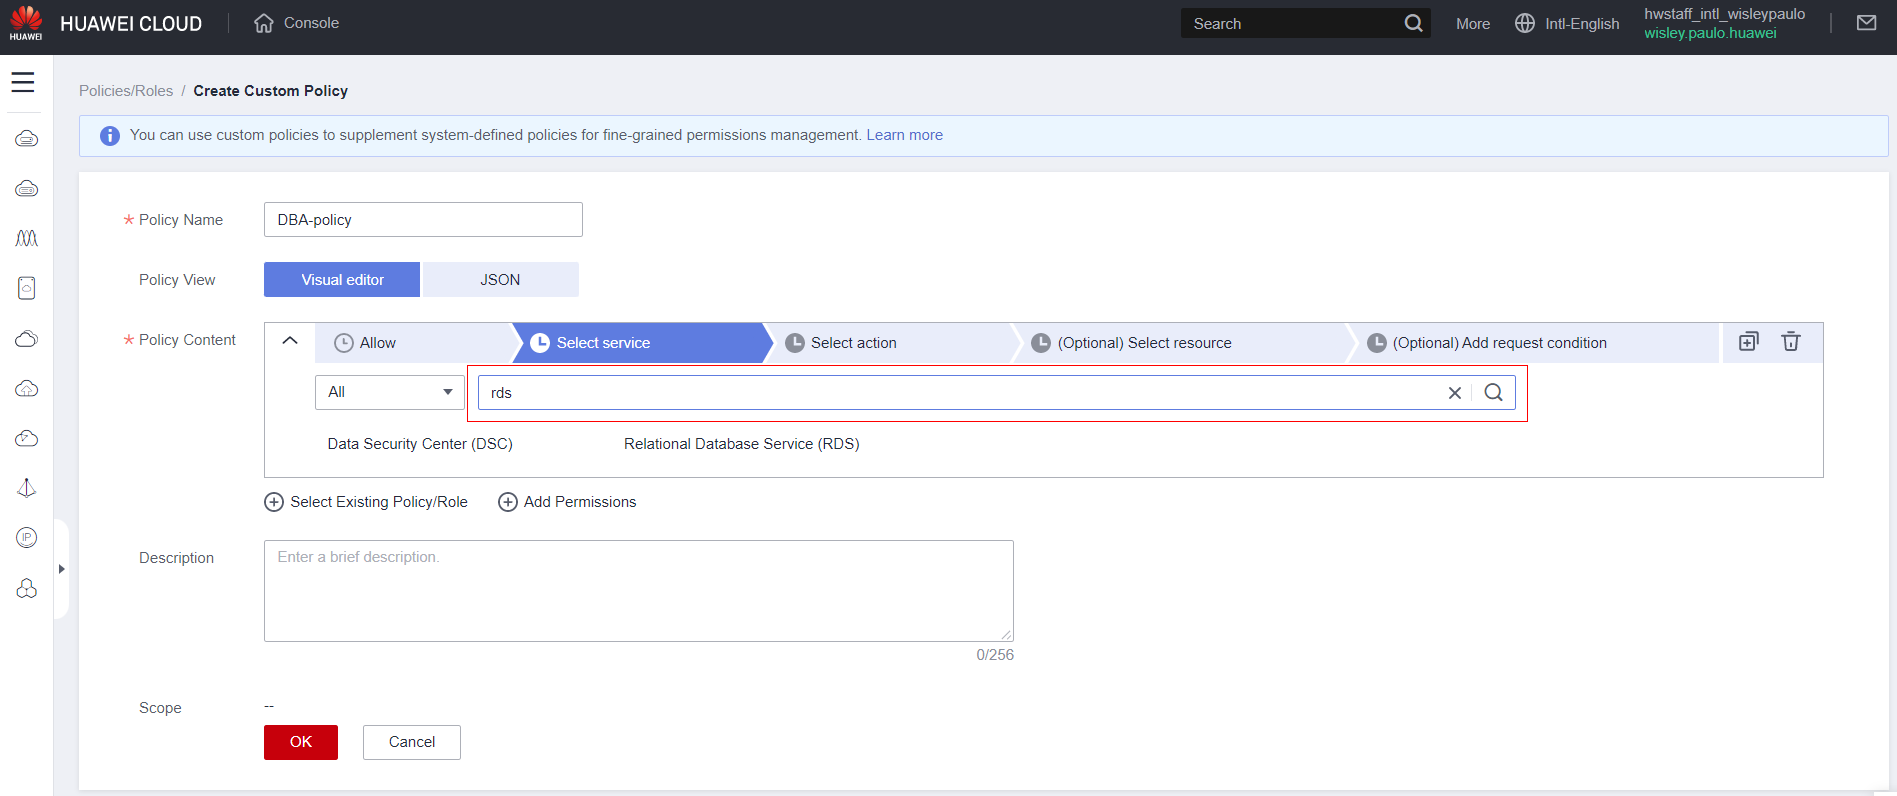 HUAWEI
HUAWEI CLOUD
Console
Search
More
Intl-English
hwstaff_intl_wisleypaulo
wisley.paulo.huawei
Policies/Roles / Create Custom Policy
You can use custom policies to supplement system-defined policies for fine-grained permissions management. Learn more
* Policy Name
DBA-policy
Policy View
Visual editor
JSON
* Policy Content
Allow
Select service
Select action
(Optional) Select resource
(Optional) Add request condition
All
rds
Data Security Center (DSC)
Relational Database Service (RDS)
Select Existing Policy/Role
Add Permissions
IP
Description
Enter a brief description.
0/256
Scope
--
OK
Cancel